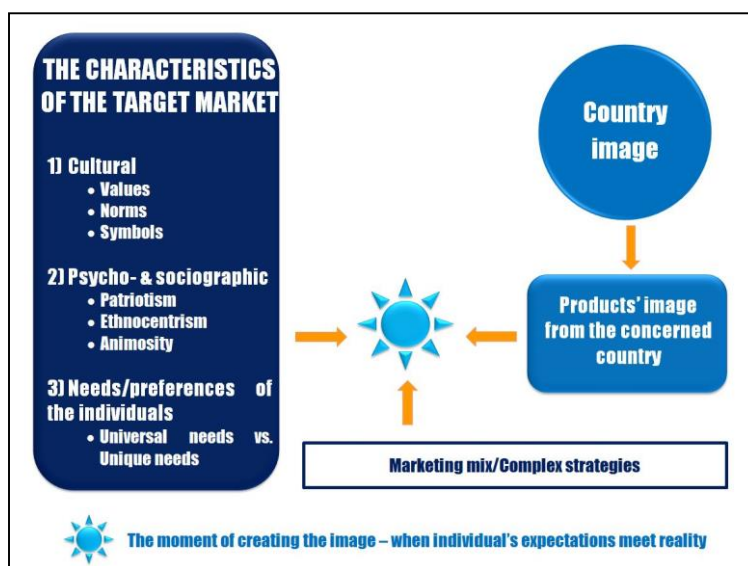 THE CHARACTERISTICS
OF THE TARGET MARKET
1) Cultural
• Values
• Norms
• Symbols
2) Psycho- & sociographic
• Patriotism
• Ethnocentrism
• Animosity
3) Needs/preferences of
the individuals
• Universal needs vs.
Unique needs
Country
image
Products' image
from the concerned
country
Marketing mix/Complex strategies
The moment of creating the image – when individual's expectations meet reality